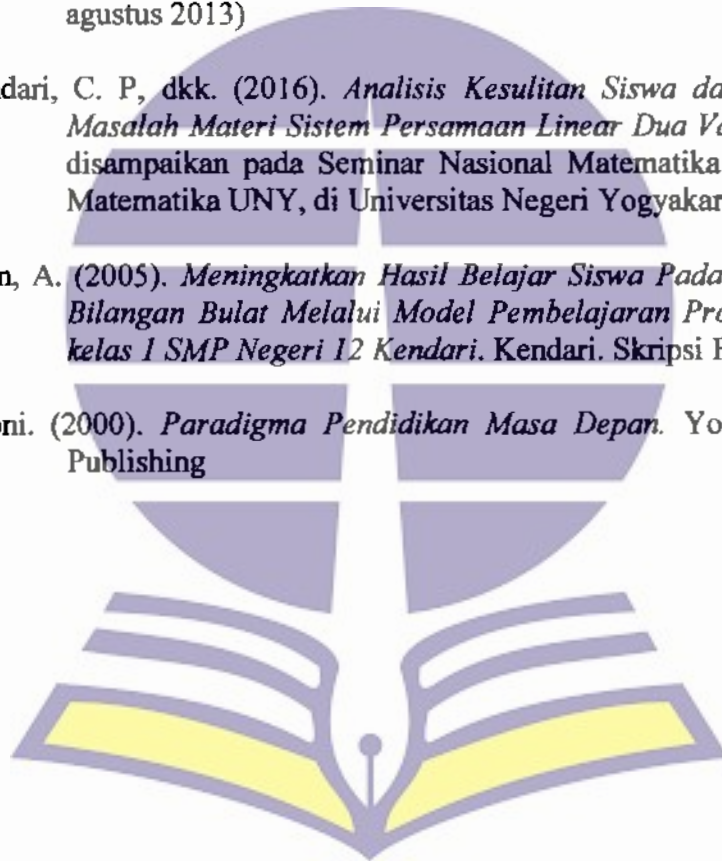 agustus 2013)
dari, C. P, dkk. (2016). Analisis Kesulitan Siswa da
Masalah Materi Sistem Persamaan Linear Dua Va
disampaikan pada Seminar Nasional Matematika
Matematika UNY, di Universitas Negeri Yogyakar
n, A. (2005). Meningkatkan Hasil Belajar Siswa Pada
Bilangan Bulat Melalui Model Pembelajaran Pro
kelas 1 SMP Negeri 12 Kendari. Kendari. Skripsi F
oni. (2000). Paradigma Pendidikan Masa Depan. Yo
Publishing